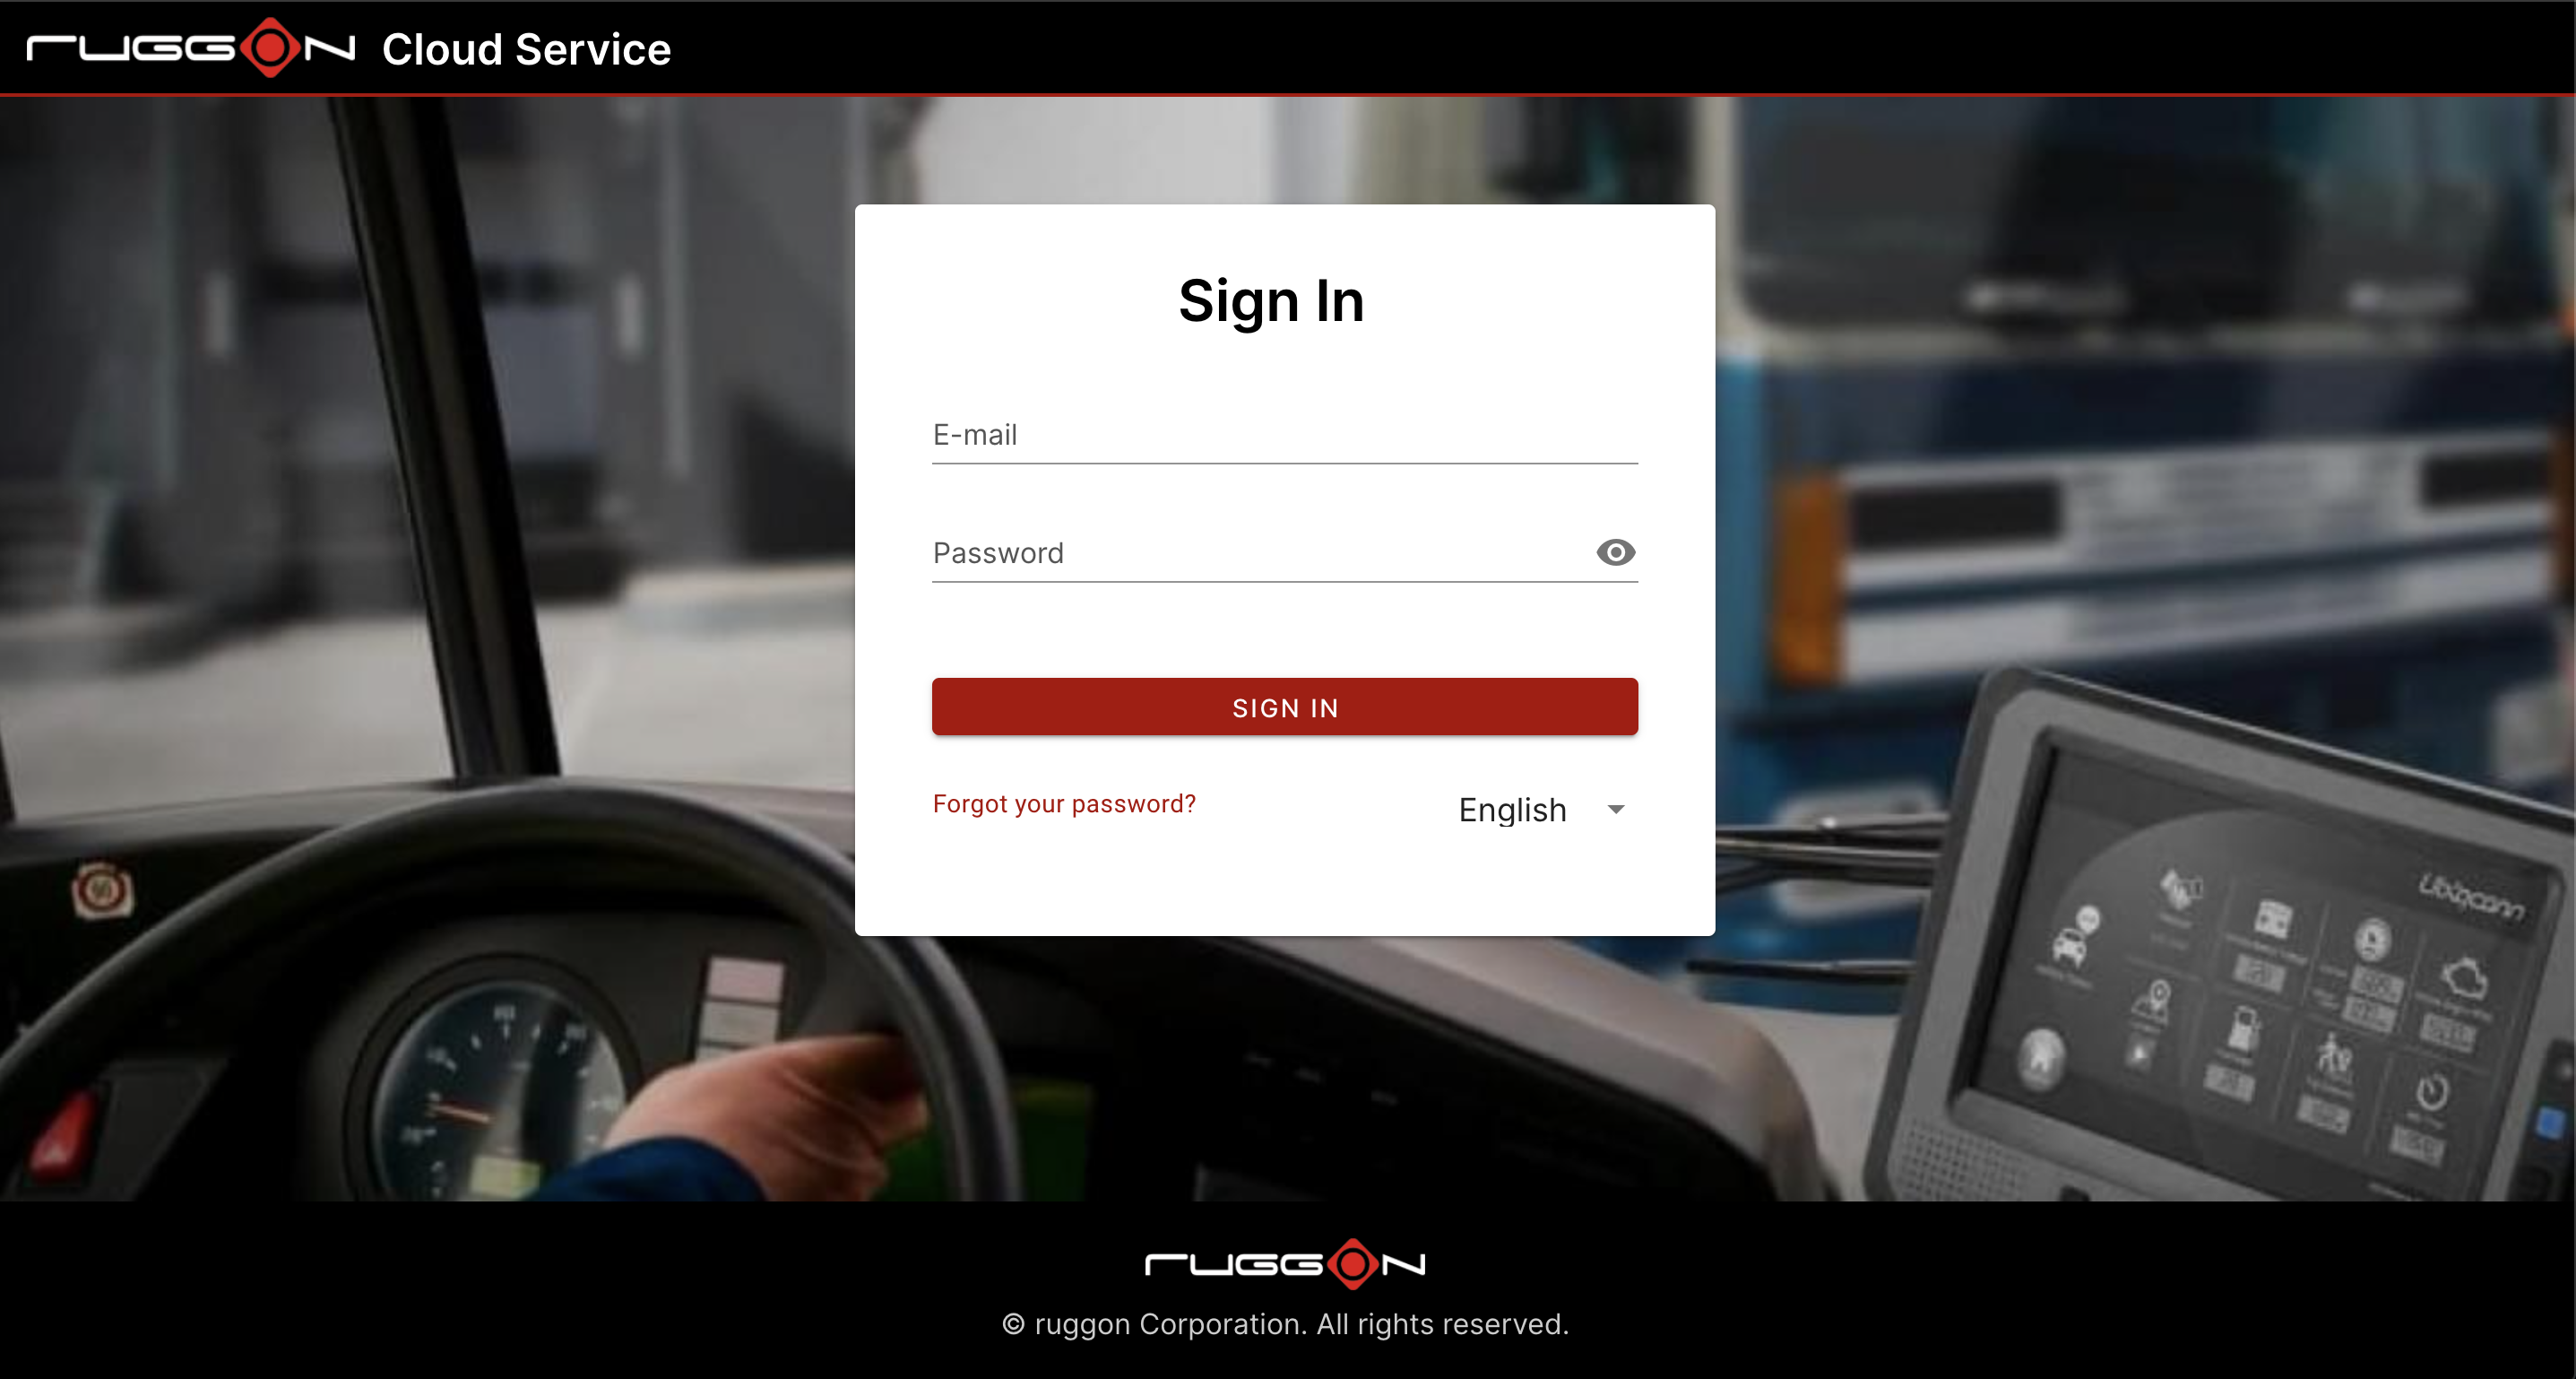 ruggon Cloud Service
Sign In
E-mail
Password
SIGN IN
Forgot your password?
English
Ubiqconn
ruggon
© ruggon Corporation. All rights reserved.